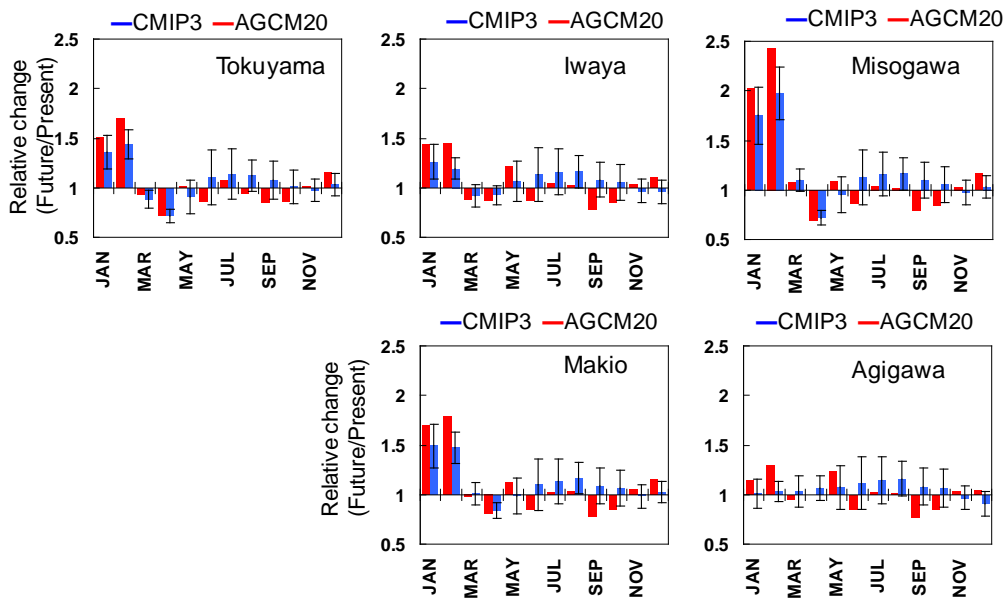 CMIP3 AGCM20
Tokuyama
Relative change
(Future/Present)
2.5
2
1.5
1
0.5
JAN MAR MAY JUL SEP NOV
CMIP3 AGCM20
Iwaya
2.5
2
1.5
1
0.5
JAN MAR MAY JUL SEP NOV
CMIP3 AGCM20
Misogawa
2.5
2
1.5
1
0.5
JAN MAR MAY JUL SEP NOV
CMIP3 AGCM20
Makio
Relative change
(Future/Present)
2.5
2
1.5
1
0.5
JAN MAR MAY JUL SEP NOV
CMIP3 AGCM20
Agigawa
2.5
2
1.5
1
0.5
JAN MAR MAY JUL SEP NOV